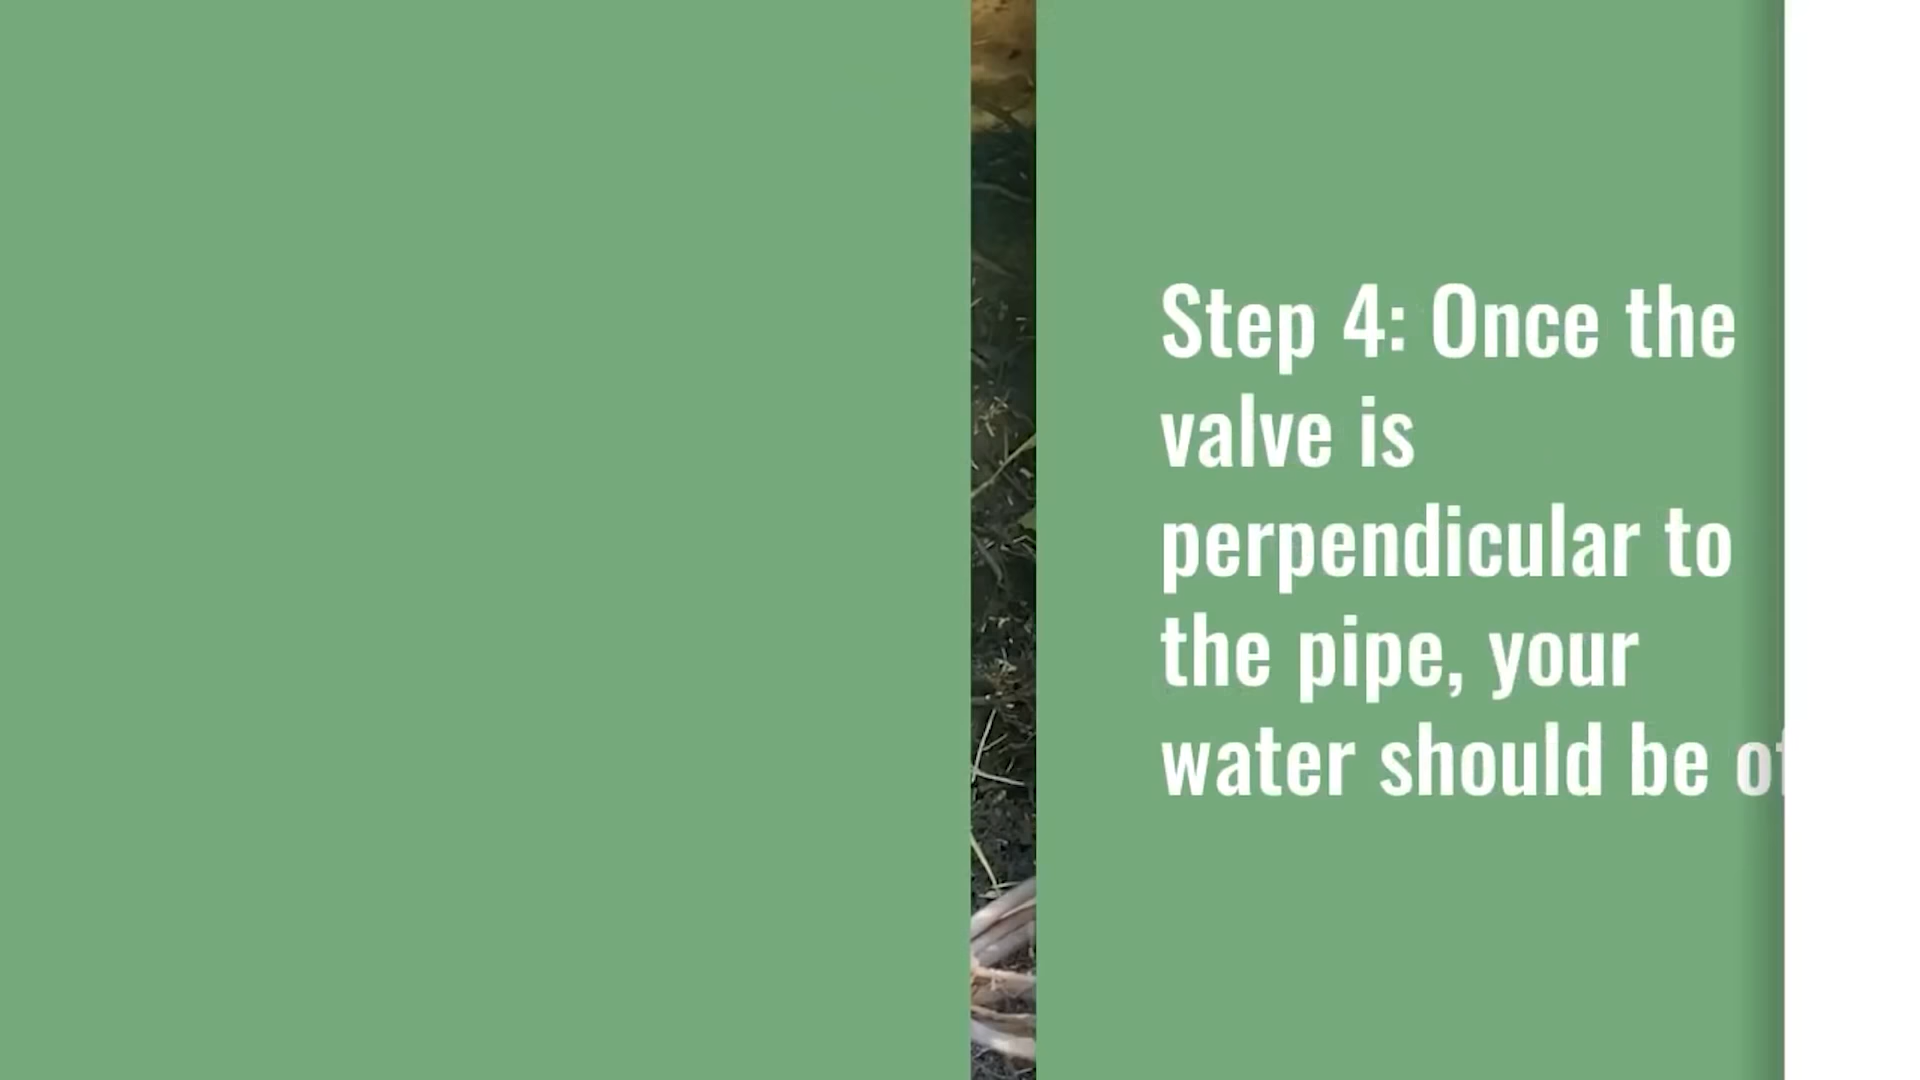 Step 4: Once the
valve is
perpendicular to
the pipe, your
water should be